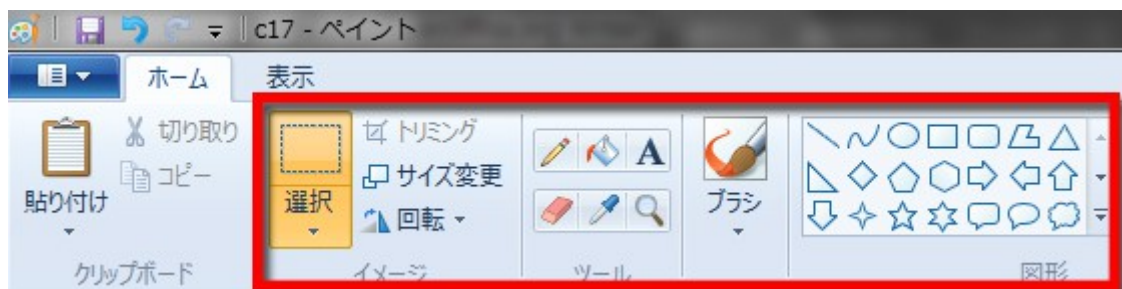 c17 - ペイント
ホーム 表示
貼り付け
切り取り
コピー
クリップボード
選択
トリミング
サイズ変更
回転
イメージ
A
ツール
ブラシ
図形